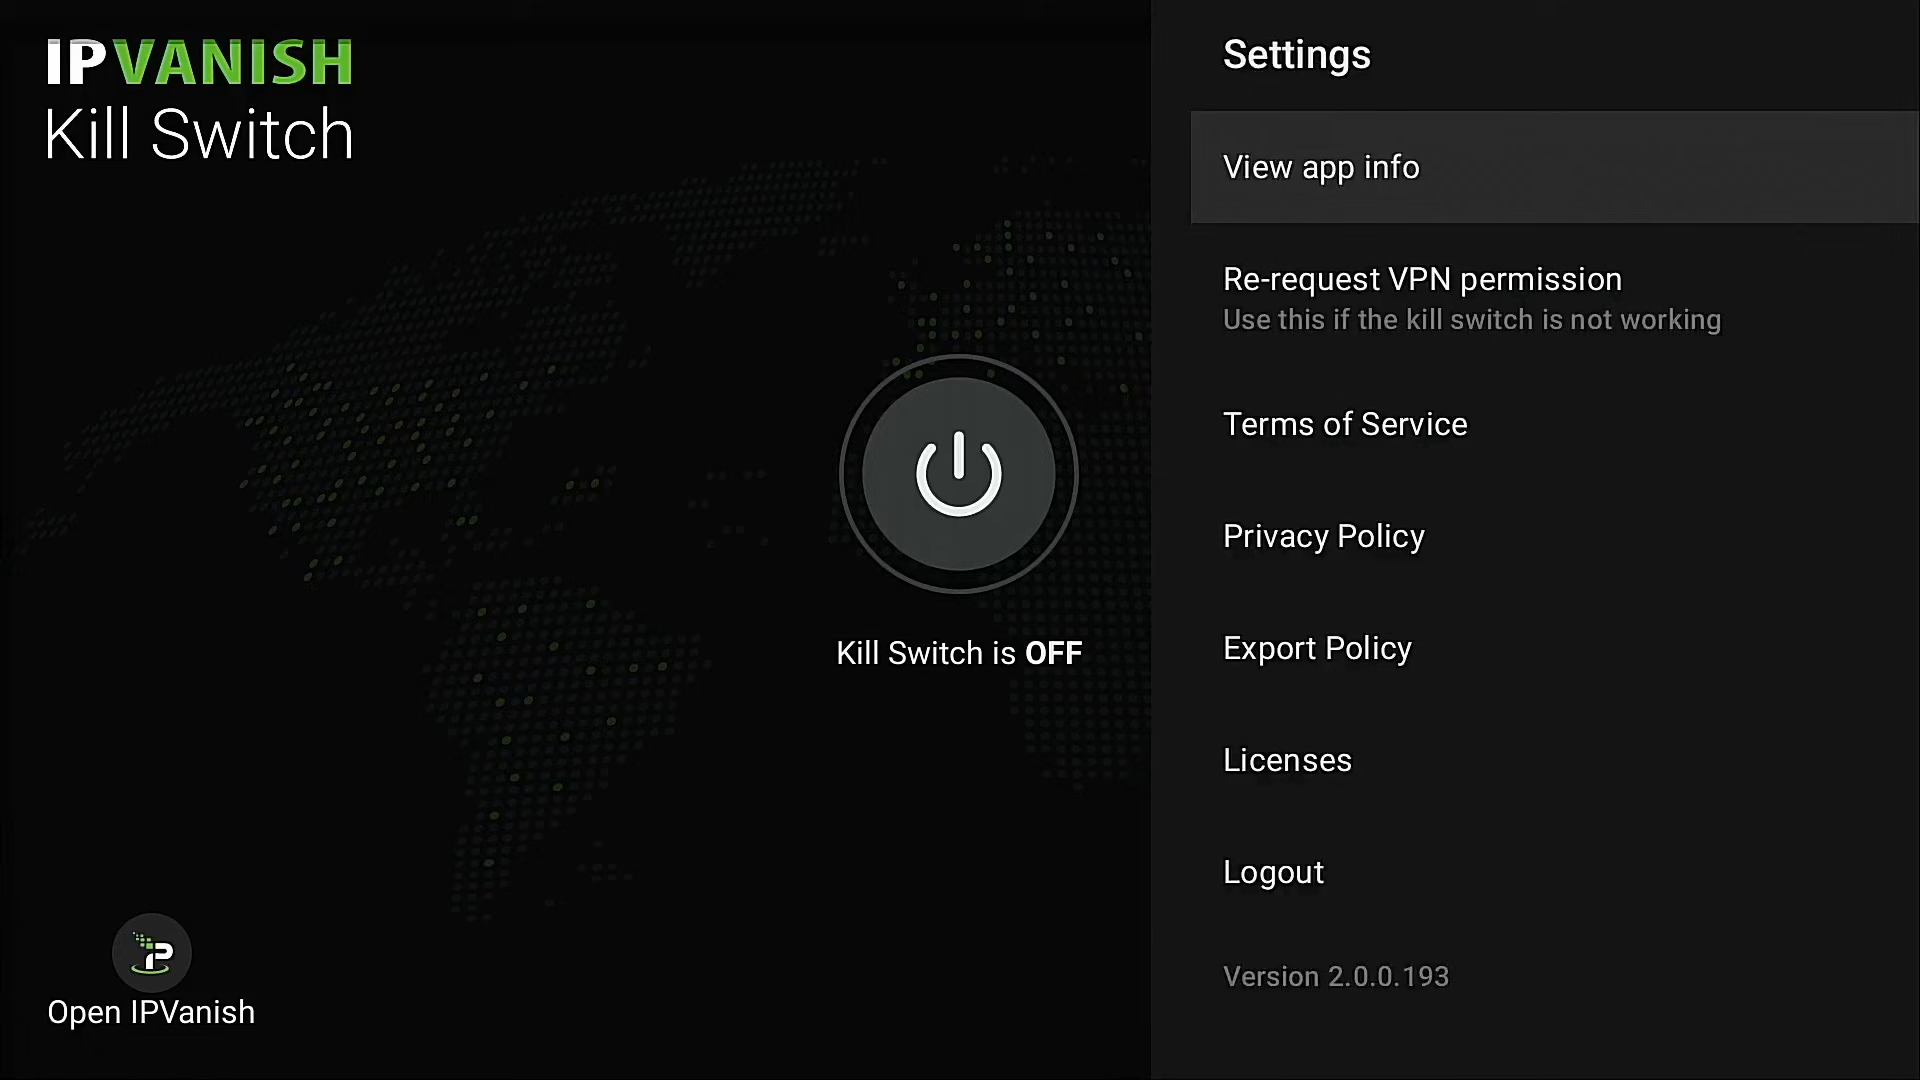 IPVANISH
Kill Switch
Kill Switch is OFF
Open IPVanish
Settings
View app info
Re-request VPN permission
Use this if the kill switch is not working
Terms of Service
Privacy Policy
Export Policy
Licenses
Logout
Version 2.0.0.193